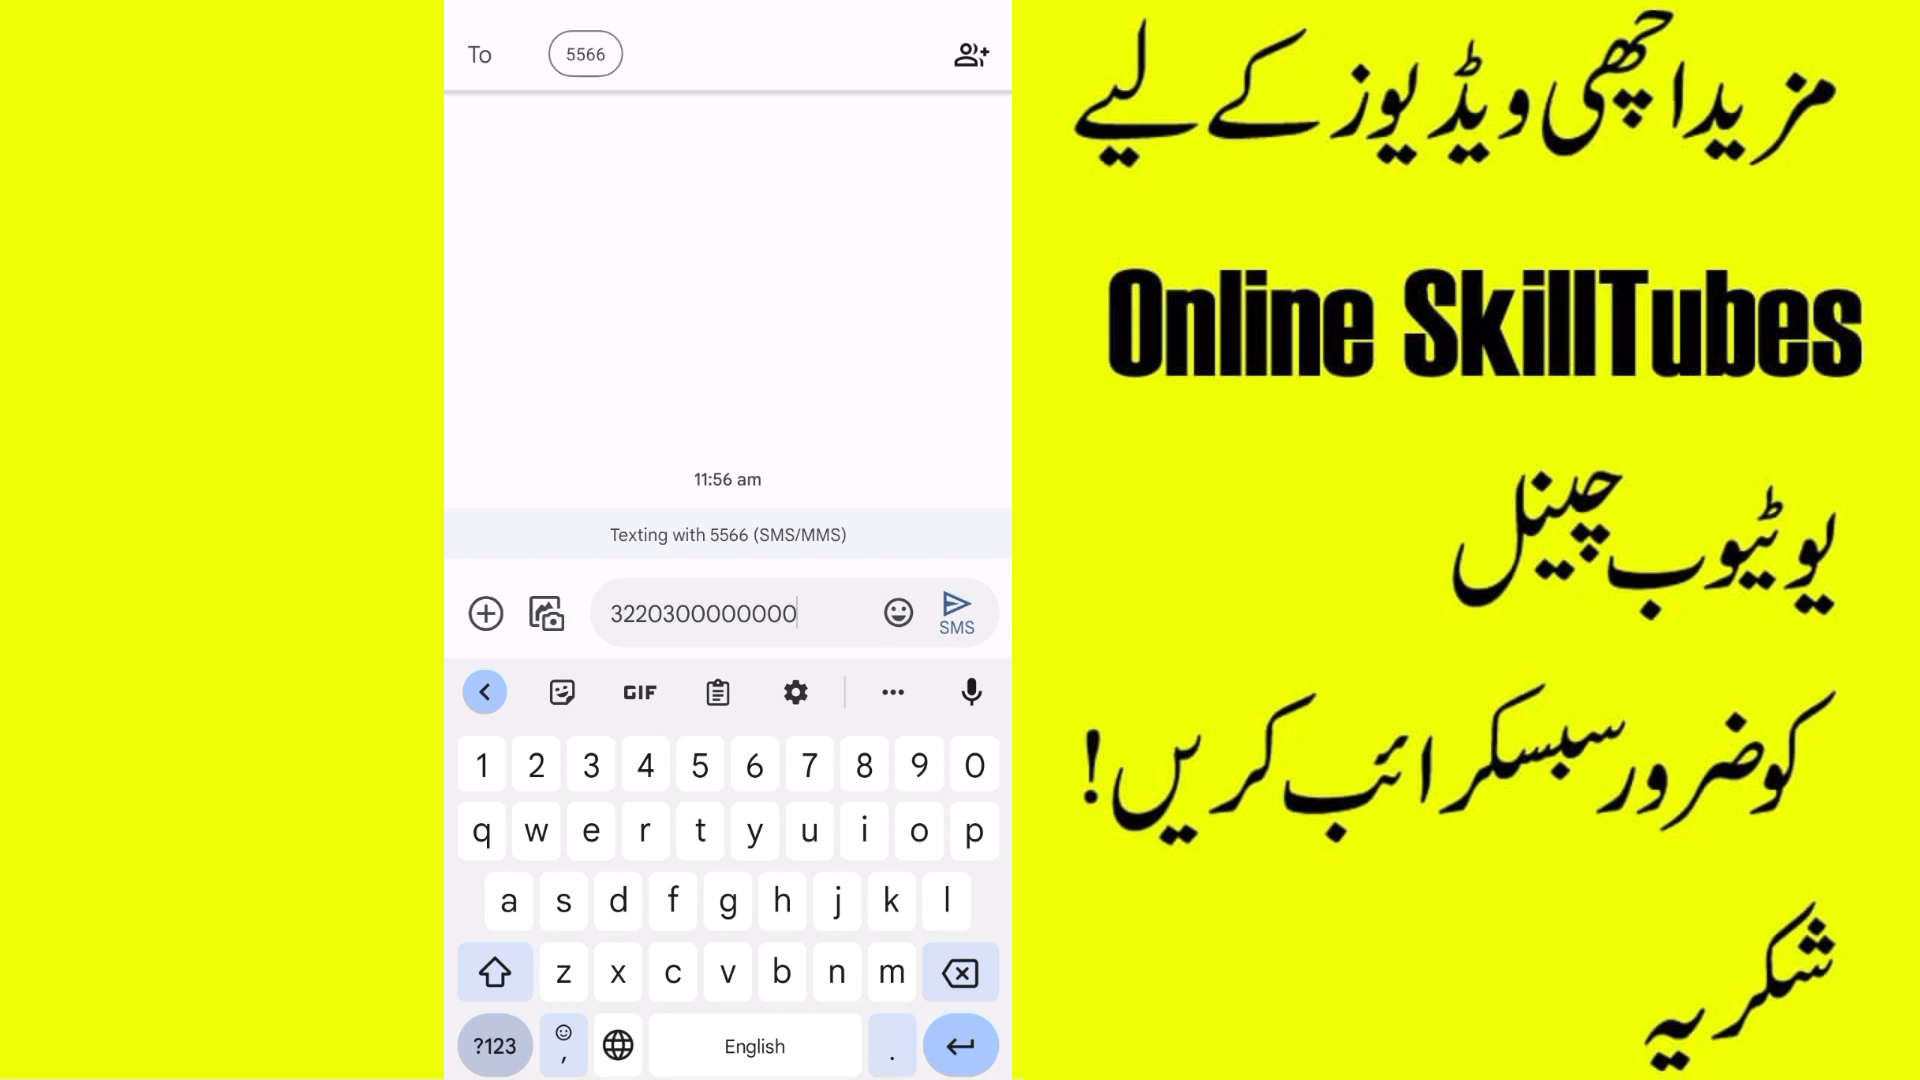 To 5566
11:56 am
Texting with 5566 (SMS/MMS)
3220300000000
SMS
GIF
1 2 3 4 5 6 7 8 9 0
q w e r t y u i o p
a s d f g h j k l
z x c v b n m
?123 , English .
مزید اچھی ویڈیوز کے لیے
Online SkillTubes
یوٹیوب چینل
کو ضرور سبسکرائب کریں!
شکریہ